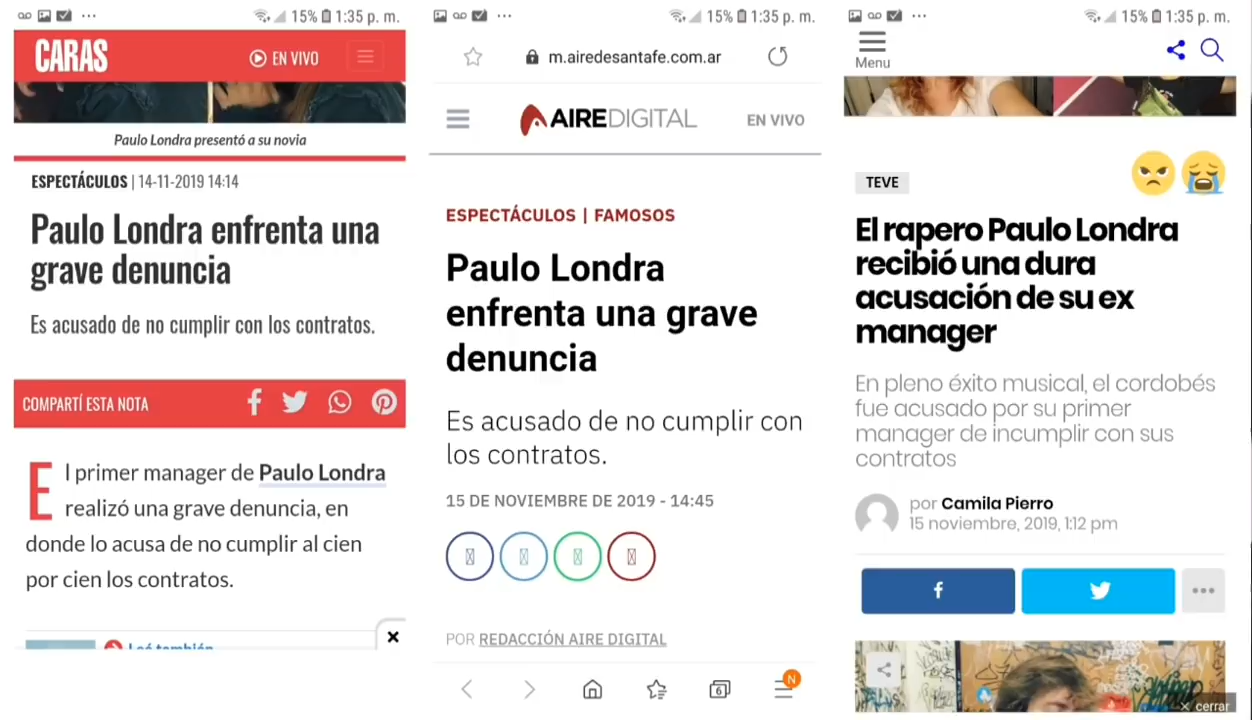 15% 1:35 p. m.
CARAS
EN VIVO
Paulo Londra presentó a su novia
ESPECTÁCULOS | 14-11-2019 14:14
Paulo Londra enfrenta una
grave denuncia
Es acusado de no cumplir con los contratos.
COMPARTÍ ESTA NOTA
El primer manager de Paulo Londra
realizó una grave denuncia, en
donde lo acusa de no cumplir al cien
por cien los contratos.
Leé también
15% 1:35 p. m.
m.airedesantafe.com.ar
AIREDIGITAL
EN VIVO
ESPECTÁCULOS | FAMOSOS
Paulo Londra
enfrenta una grave
denuncia
Es acusado de no cumplir con
los contratos.
15 DE NOVIEMBRE DE 2019 - 14:45
POR REDACCIÓN AIRE DIGITAL
6
N
15% 1:35 p. m.
Menu
TEVE
El rapero Paulo Londra
recibió una dura
acusación de su ex
manager
En pleno éxito musical, el cordobés
fue acusado por su primer
manager de incumplir con sus
contratos
por Camila Pierro
15 noviembre, 2019, 1:12 pm
cerrar